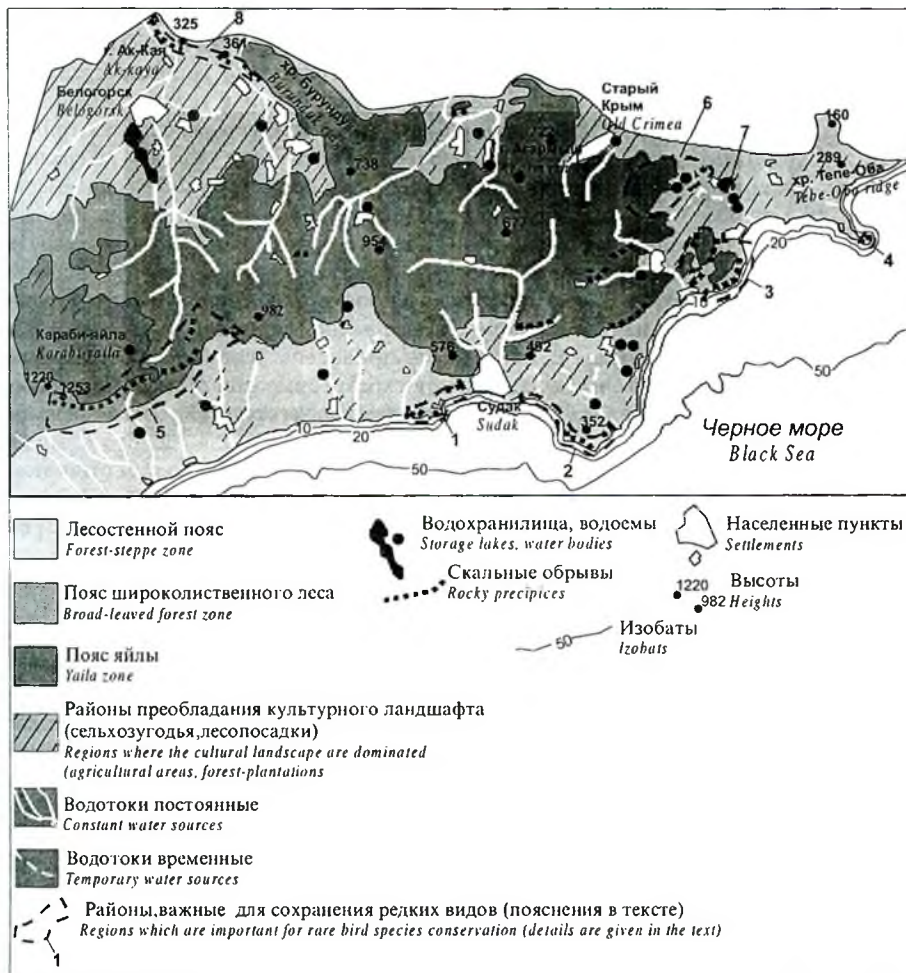 325
8
361
г. Ак-Кая
Ak-kaya
хр. Бурундук
Белогорск
Belogorsk
Старый
Крым
Old Crimea
6
7
160
738
289
хр. Тепе-Оба
Tebe-Oba ridge
677
954
20
4
10
3
Караби-яйла
Karabi-yaila
982
576
492
1220
1253
50
5
10
20
Судак
Sudak
1
352
2
50
Черное море
Black Sea
Лесостенной пояс
Forest-steppe zone
Пояс широколиственного леса
Broad-leaved forest zone
Пояс яйлы
Yaila zone
Районы преобладания культурного ландшафта
(сельхозугодья,лесопосадки)
Regions where the cultural landscape are dominated
(agricultural areas, forest-plantations
Водотоки постоянные
Constant water sources
Водотоки временные
Temporary water sources
Районы,важные для сохранения редких видов (пояснения в тексте)
Regions which are important for rare bird species conservation (details are given in the text)
1
Водохранилища, водоемы
Storage lakes, water bodies
Скальные обрывы
Rocky precipices
50
Изобаты
Izobats
Населенные пункты
Settlements
1220
982
Высоты
Heights